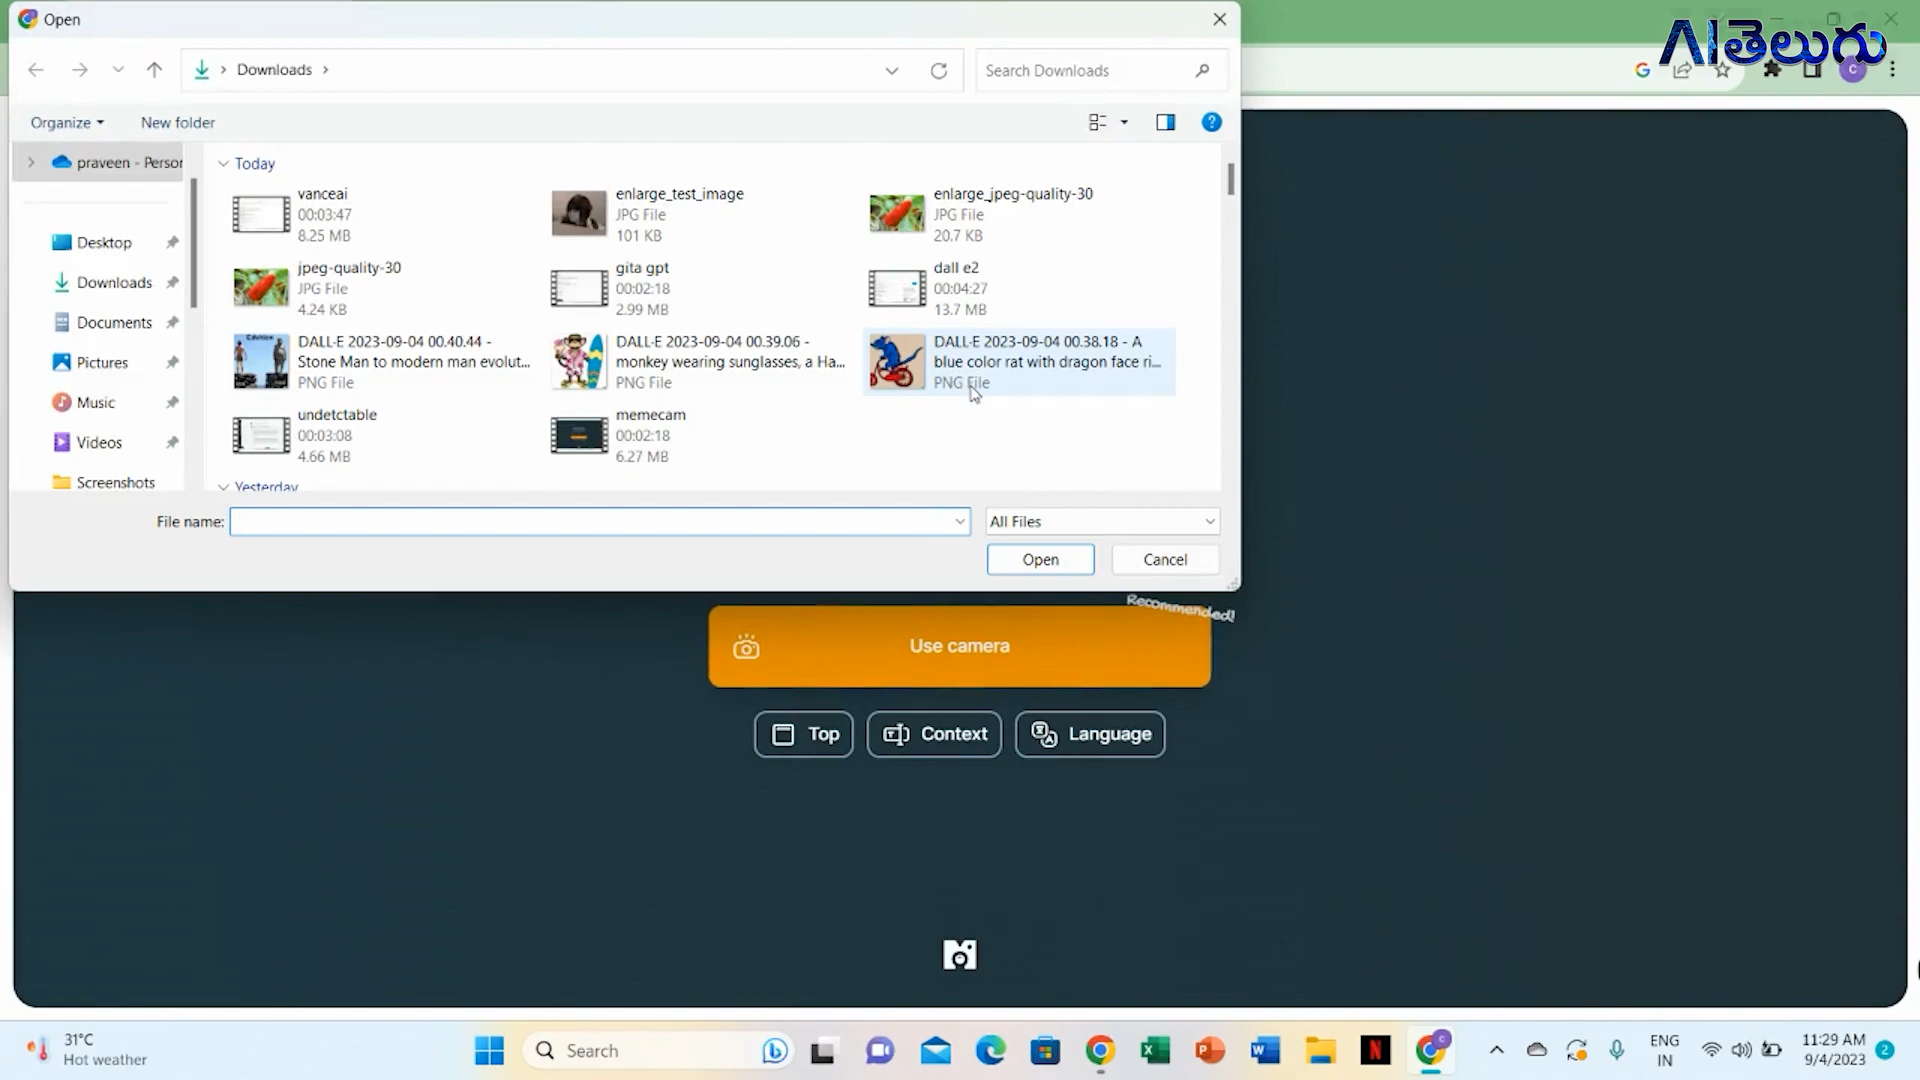 Open
AIతెలుగు
Downloads
Search Downloads
C
Organize
New folder
praveen - Persor
Desktop
Downloads
Documents
Pictures
Music
Videos
Screenshots
Today
vanceai
00:03:47
8.25 MB
enlarge_test_image
JPG File
101 KB
enlarge_jpeg-quality-30
JPG File
20.7 KB
jpeg-quality-30
JPG File
4.24 KB
gita gpt
00:02:18
2.99 MB
dall e2
00:04:27
13.7 MB
DALL·E 2023-09-04 00.40.44 -
Stone Man to modern man evolut...
PNG File
DALL·E 2023-09-04 00.39.06 -
monkey wearing sunglasses, a Ha...
PNG File
DALL·E 2023-09-04 00.38.18 - A
blue color rat with dragon face ri...
PNG File
undetctable
00:03:08
4.66 MB
memecam
00:02:18
6.27 MB
Yesterday
File name:
All Files
Open
Cancel
Recommended!
Use camera
Top
Context
Language
31°C
Hot weather
Search
ENG
IN
11:29 AM
9/4/2023
2